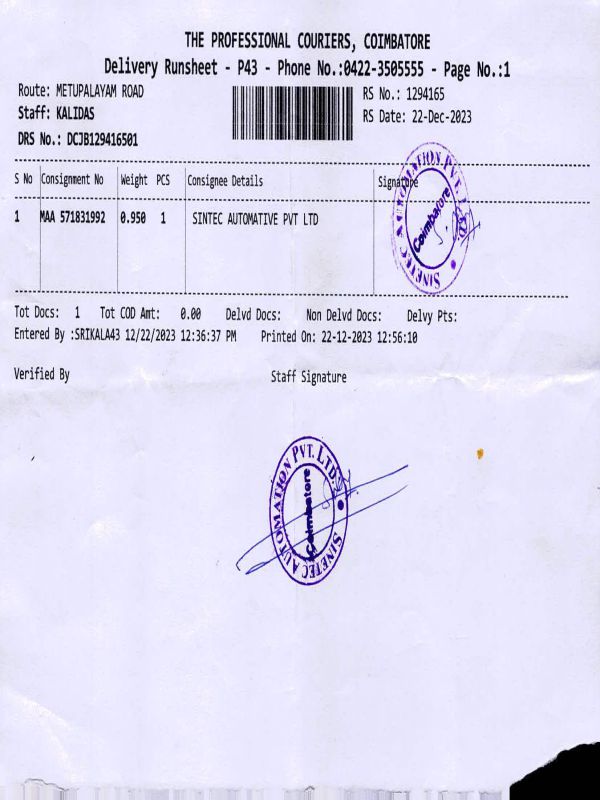 THE PROFESSIONAL COURIERS, COIMBATORE
Delivery Runsheet - P43 - Phone No.:0422-3505555 - Page No.:1
Route: METUPALAYAM ROAD
RS No.: 1294165
Staff: KALIDAS
RS Date: 22-Dec-2023
DRS No.: DCJB129416501
S No Consignment No Weight PCS Consignee Details Signature
1 MAA 571831992 0.950 1 SINTEC AUTOMATIVE PVT LTD
SINETEC AUTOMATION PVT. LTD.
Coimbatore
Tot Docs: 1 Tot COD Amt: 0.00 Delvd Docs: Non Delvd Docs: Delvy Pts:
Entered By :SRIKALA43 12/22/2023 12:36:37 PM Printed On: 22-12-2023 12:56:10
Verified By Staff Signature
SINETEC AUTOMATION PVT. LTD.
Coimbatore